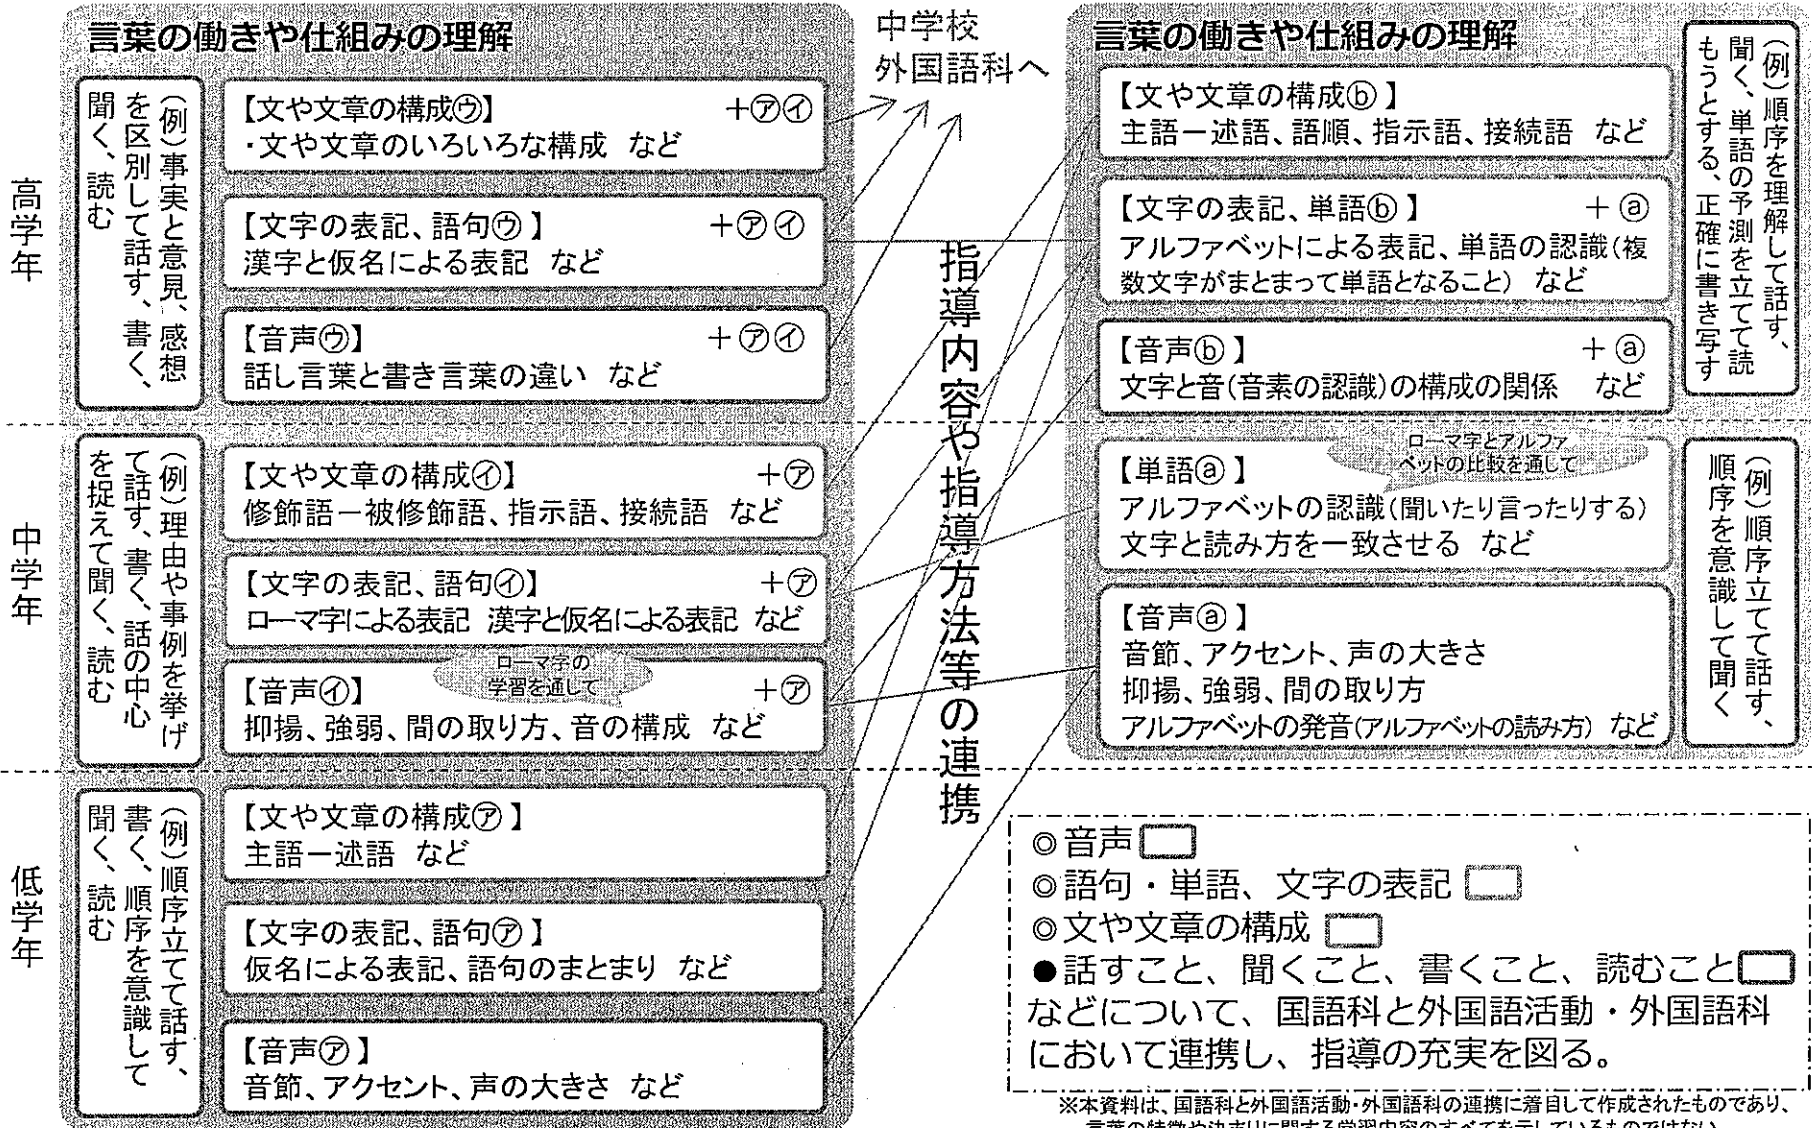 言葉の働きや仕組みの理解
高学年
(例)事実と意見、感想
を区別して話す、書く、
聞く、読む
【文や文章の構成㋒】 +㋐㋑
・文や文章のいろいろな構成 など
【文字の表記、語句㋒】 +㋐㋑
漢字と仮名による表記 など
【音声㋒】 +㋐㋑
話し言葉と書き言葉の違い など
中学年
(例)理由や事例を挙げ
て話す、書く、話の中心
を捉えて聞く、読む
【文や文章の構成㋑】 +㋐
修飾語−被修飾語、指示語、接続語 など
【文字の表記、語句㋑】 +㋐
ローマ字による表記 漢字と仮名による表記 など
ローマ字の
学習を通して
【音声㋑】 +㋐
抑揚、強弱、間の取り方、音の構成 など
低学年
(例)順序立てて話す、
書く、順序を意識して
聞く、読む
【文や文章の構成㋐】
主語−述語 など
【文字の表記、語句㋐】
仮名による表記、語句のまとまり など
【音声㋐】
音節、アクセント、声の大きさ など
中学校
外国語科へ
指導内容や指導方法等の連携
言葉の働きや仕組みの理解
【文や文章の構成ⓑ】
主語−述語、語順、指示語、接続語 など
【文字の表記、単語ⓑ】 +ⓐ
アルファベットによる表記、単語の認識(複
数文字がまとまって単語となること) など
【音声ⓑ】 +ⓐ
文字と音(音素の認識)の構成の関係 など
(例)順序を理解して話す、
聞く、単語の予測を立てて読
もうとする、正確に書き写す
ローマ字とアルファ
ベットの比較を通して
【単語ⓐ】
アルファベットの認識(聞いたり言ったりする)
文字と読み方を一致させる など
【音声ⓐ】
音節、アクセント、声の大きさ
抑揚、強弱、間の取り方
アルファベットの発音(アルファベットの読み方) など
(例)順序立てて話す、
順序を意識して聞く
◎音声
◎語句・単語、文字の表記
◎文や文章の構成
●話すこと、聞くこと、書くこと、読むこと
などについて、国語科と外国語活動・外国語科
において連携し、指導の充実を図る。
※本資料は、国語科と外国語活動・外国語科の連携に着目して作成されたものであり、
言葉の特徴や決まりに関する学習内容のすべてを示しているものではない